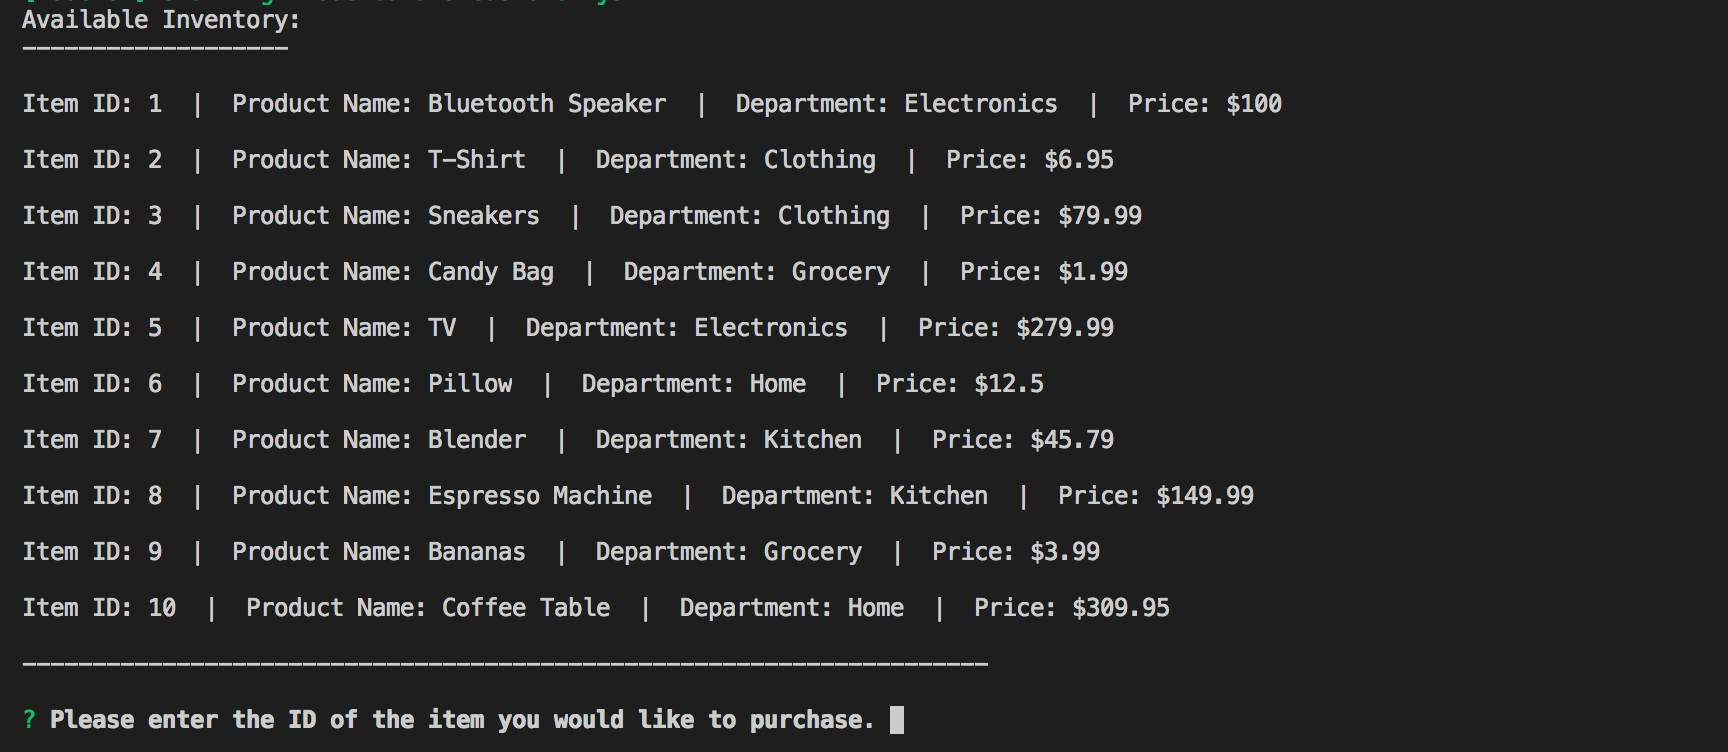 Available Inventory:
-------------------
Item ID: 1  |  Product Name: Bluetooth Speaker  |  Department: Electronics  |  Price: $100
Item ID: 2  |  Product Name: T-Shirt  |  Department: Clothing  |  Price: $6.95
Item ID: 3  |  Product Name: Sneakers  |  Department: Clothing  |  Price: $79.99
Item ID: 4  |  Product Name: Candy Bag  |  Department: Grocery  |  Price: $1.99
Item ID: 5  |  Product Name: TV  |  Department: Electronics  |  Price: $279.99
Item ID: 6  |  Product Name: Pillow  |  Department: Home  |  Price: $12.5
Item ID: 7  |  Product Name: Blender  |  Department: Kitchen  |  Price: $45.79
Item ID: 8  |  Product Name: Espresso Machine  |  Department: Kitchen  |  Price: $149.99
Item ID: 9  |  Product Name: Bananas  |  Department: Grocery  |  Price: $3.99
Item ID: 10  |  Product Name: Coffee Table  |  Department: Home  |  Price: $309.95
---------------------------------------------------------------------
? Please enter the ID of the item you would like to purchase.